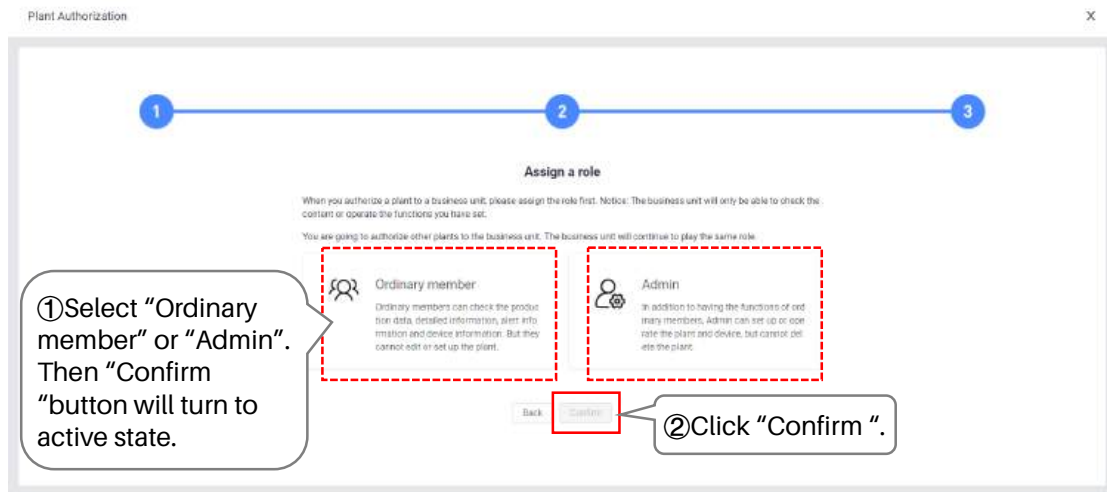 Plant Authorization
X
1
2
3
Assign a role
When you authorize a plant to a business unit, please assign the role first. Notice: The business unit will only be able to check the
content or operate the functions you have set.
You are going to authorize other plants to the business unit. The business unit will continue to play the same role.
Ordinary member
Ordinary members can check the produc
tion data, detailed information, alert info
rmation and device information. But they
cannot edit or set up the plant.
Admin
In addition to having the functions of ord
inary members, Admin can set up or ope
rate the plant and device, but cannot del
ete the plant.
①Select “Ordinary
member” or “Admin”.
Then “Confirm
“button will turn to
active state.
Back
Confirm
②Click “Confirm “.